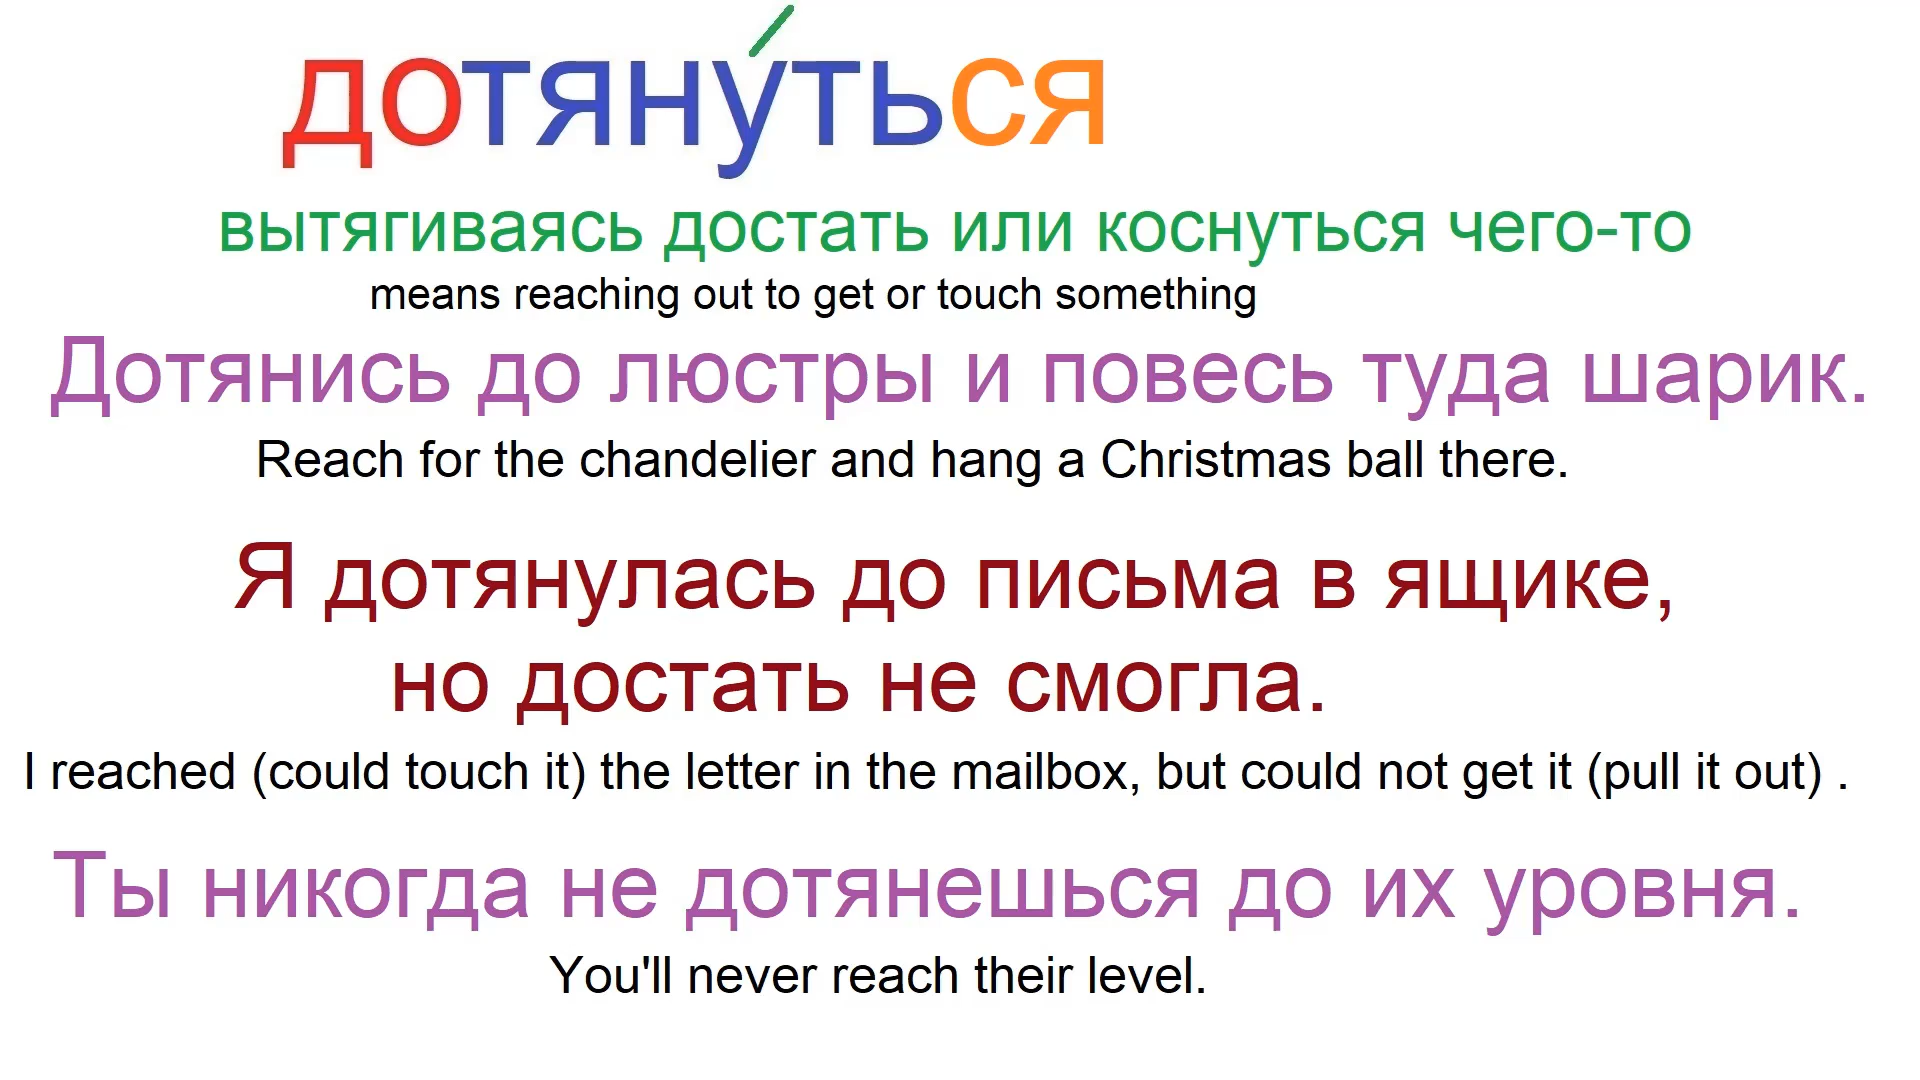 дотяну́ться
вытягиваясь достать или коснуться чего-то
means reaching out to get or touch something
Дотянись до люстры и повесь туда шарик.
Reach for the chandelier and hang a Christmas ball there.
Я дотянулась до письма в ящике,
но достать не смогла.
I reached (could touch it) the letter in the mailbox, but could not get it (pull it out) .
Ты никогда не дотянешься до их уровня.
You'll never reach their level.